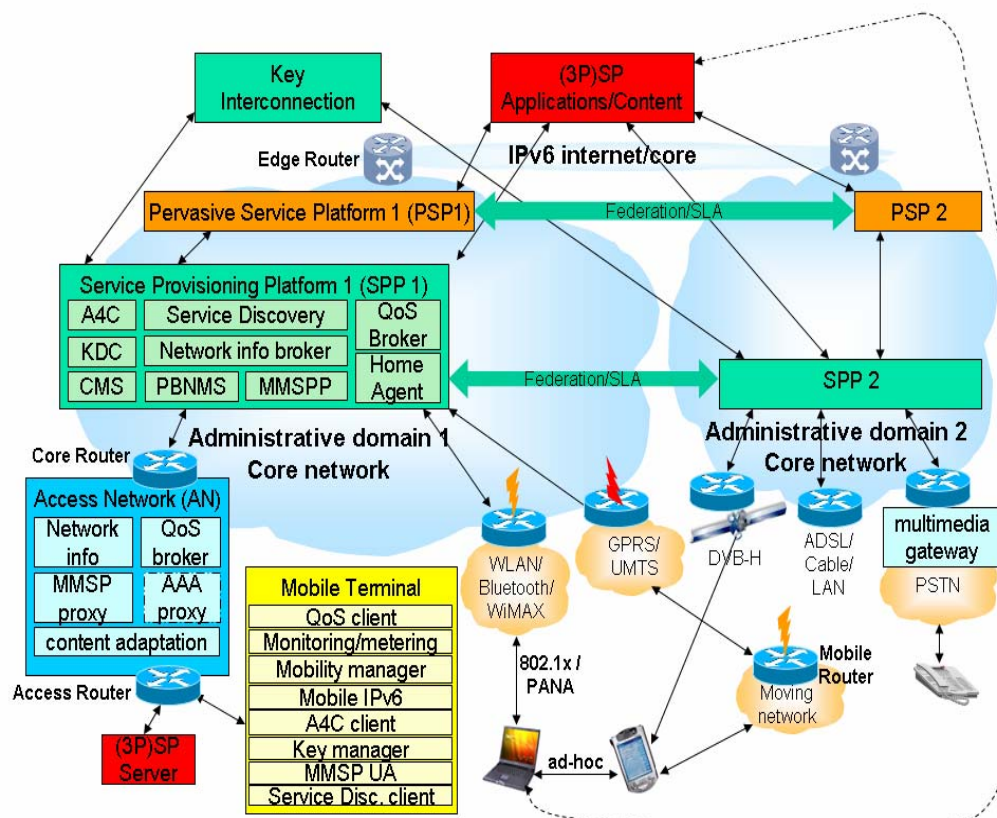 Key
Interconnection
(3P)SP
Applications/Content
Edge Router
IPv6 internet/core
Pervasive Service Platform 1 (PSP1)
Federation/SLA
PSP 2
Service Provisioning Platform 1 (SPP 1)
A4C
Service Discovery
QoS
Broker
KDC
Network info broker
Home
Agent
CMS
PBNMS
MMSPP
Federation/SLA
SPP 2
Administrative domain 1
Core network
Administrative domain 2
Core network
Core Router
Access Network (AN)
Network
info
QoS
broker
MMSP
proxy
AAA
proxy
content adaptation
Access Router
(3P)SP
Server
Mobile Terminal
QoS client
Monitoring/metering
Mobility manager
Mobile IPv6
A4C client
Key manager
MMSP UA
Service Disc. client
WLAN/
Bluetooth/
WiMAX
GPRS/
UMTS
DVB-H
ADSL/
Cable/
LAN
multimedia
gateway
PSTN
802.1x /
PANA
Mobile
Router
Moving
network
ad-hoc